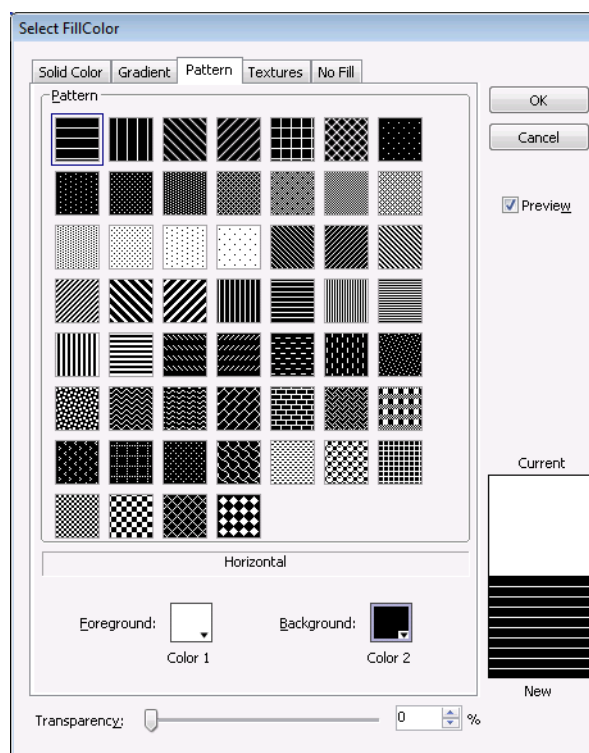 Select FillColor
Solid Color Gradient Pattern Textures No Fill
Pattern
OK
Cancel
Preview
Current
Horizontal
Foreground: Background:
Color 1 Color 2
New
Transparency: 0 %